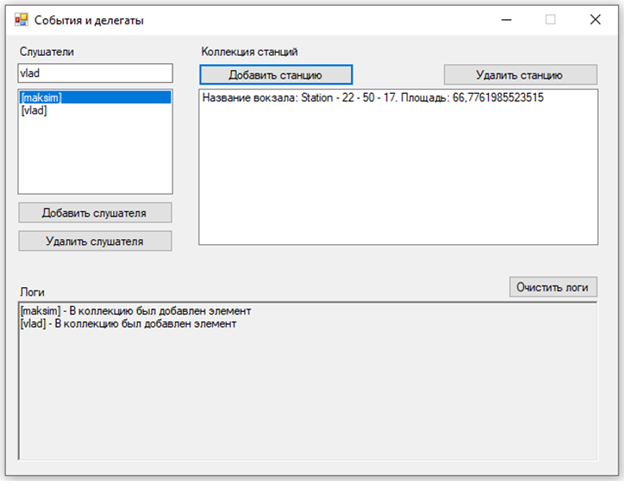 События и делегаты
Слушатели
vlad
[maksim]
[vlad]
Добавить слушателя
Удалить слушателя
Коллекция станций
Добавить станцию
Удалить станцию
Название вокзала: Station - 22 - 50 - 17. Площадь: 66,7761985523515
Логи
Очистить логи
[maksim] - В коллекцию был добавлен элемент
[vlad] - В коллекцию был добавлен элемент